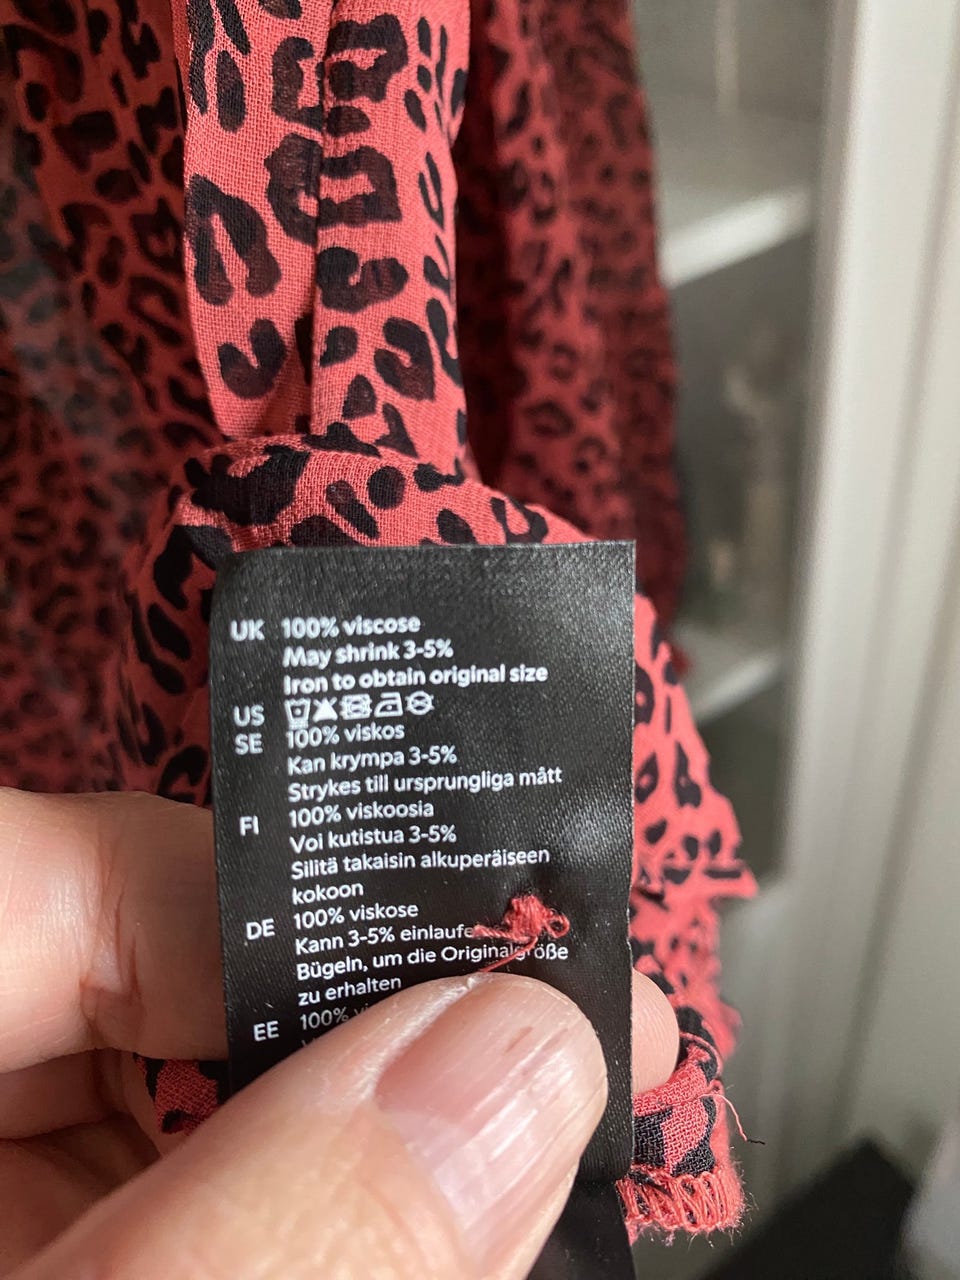 UK 100% viscose
May shrink 3-5%
Iron to obtain original size
US
SE 100% viskos
Kan krympa 3-5%
Strykes till ursprungliga mått
FI 100% viskoosia
Voi kutistua 3-5%
Silitä takaisin alkuperäiseen
kokoon
DE 100% viskose
Kann 3-5% einlaufe
Bügeln, um die Originalgröße
zu erhalten
EE 100%